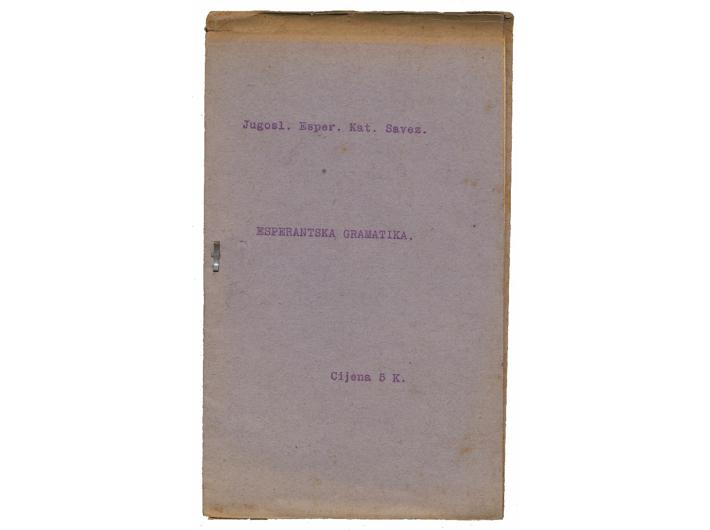 Jugosl. Esper. Kat. Savez.
ESPERANTSKA GRAMATIKA.
Cijena 5 K.